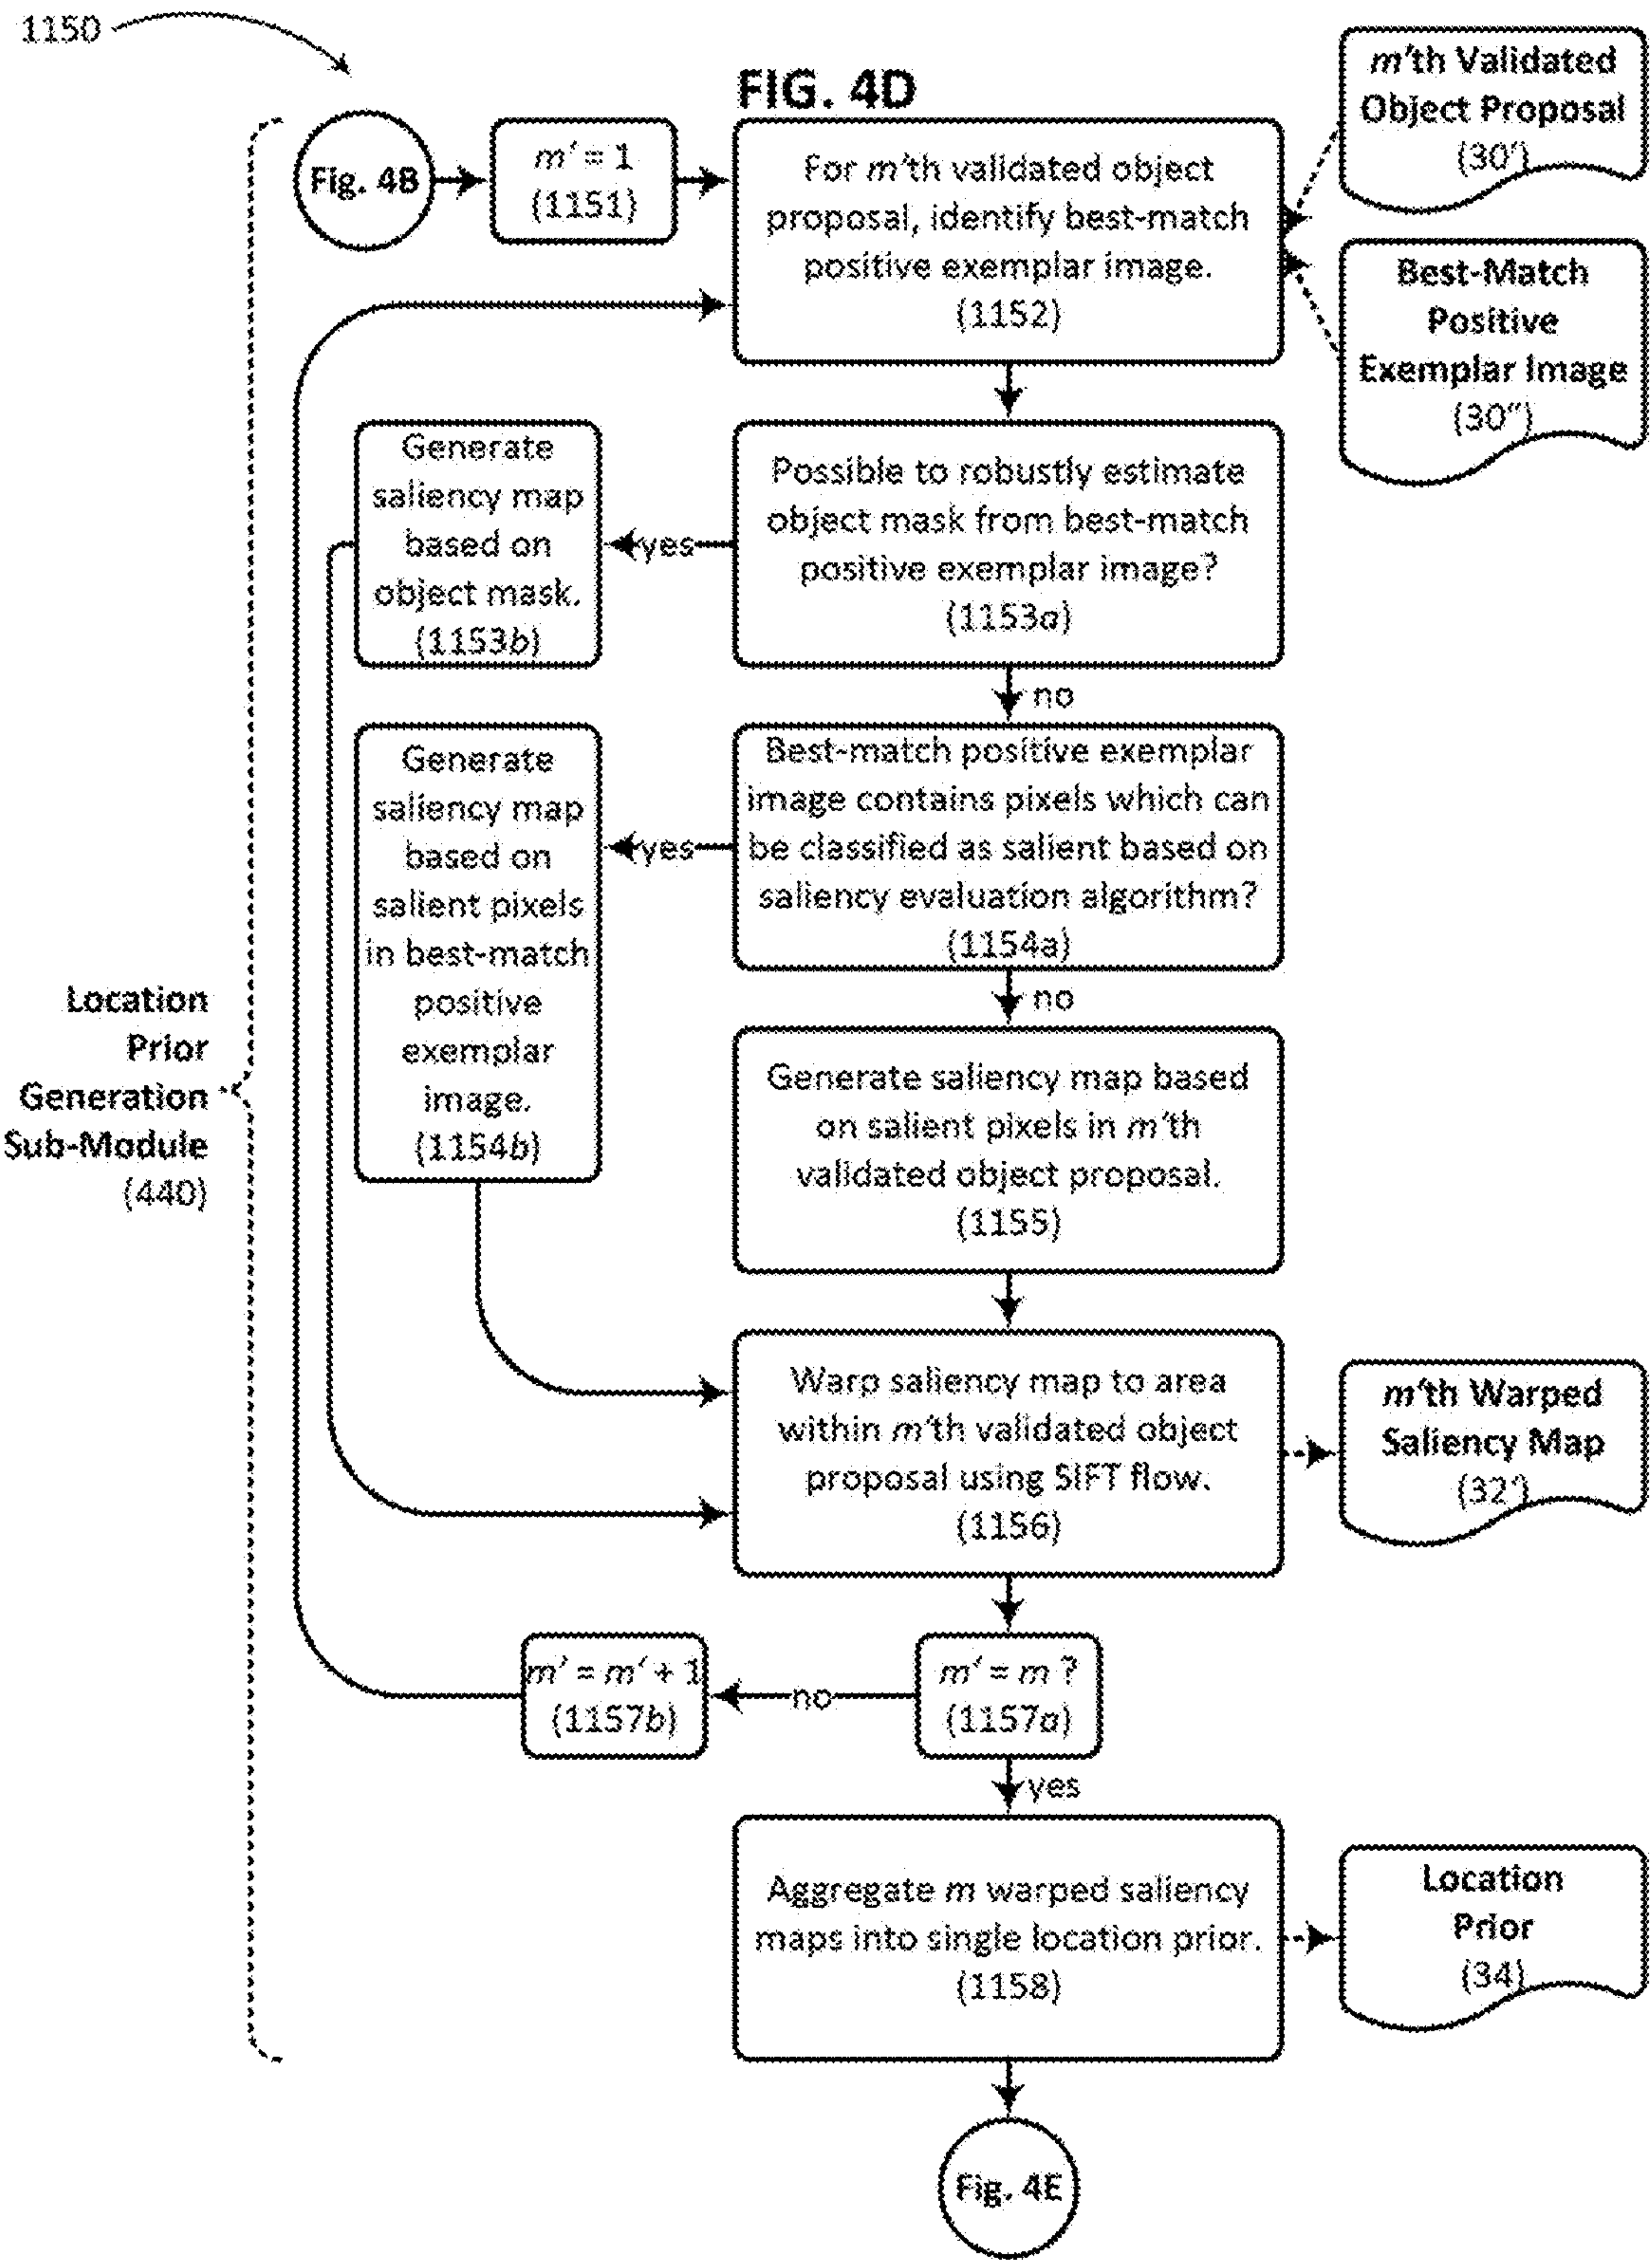 1150
FIG. 4D
Fig. 4B
m' = 1
(1151)
For m'th validated object
proposal, identify best-match
positive exemplar image.
(1152)
m'th Validated
Object Proposal
(30')
Best-Match
Positive
Exemplar Image
(30")
Generate
saliency map
based on
object mask.
(1153b)
yes
Possible to robustly estimate
object mask from best-match
positive exemplar image?
(1153a)
no
Generate
saliency map
based on
salient pixels
in best-match
positive
exemplar
image.
(1154b)
yes
Best-match positive exemplar
image contains pixels which can
be classified as salient based on
saliency evaluation algorithm?
(1154a)
no
Location
Prior
Generation
Sub-Module
(440)
Generate saliency map based
on salient pixels in m'th
validated object proposal.
(1155)
Warp saliency map to area
within m'th validated object
proposal using SIFT flow.
(1156)
m'th Warped
Saliency Map
(32')
m' = m' + 1
(1157b)
no
m' = m ?
(1157a)
yes
Aggregate m warped saliency
maps into single location prior.
(1158)
Location
Prior
(34)
Fig. 4E